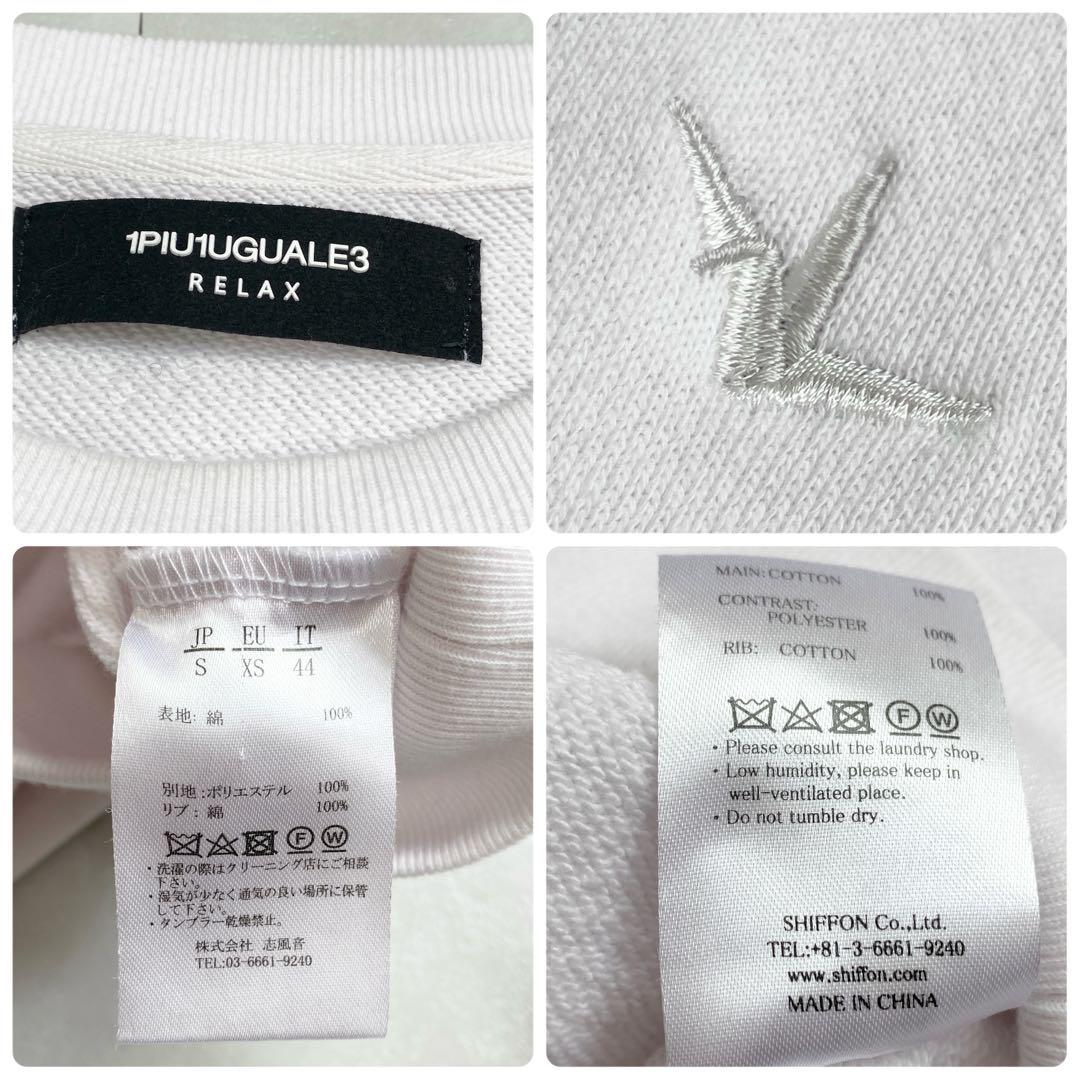 1PIU1UGUALE3
RELAX
JP EU IT
S XS 44
表地: 綿 100%
別地:ポリエステル 100%
リブ: 綿 100%
F W
・洗濯の際はクリーニング店にご相談
下さい。
・湿気が少なく通気の良い場所に保管
して下さい。
・タンブラー乾燥禁止。
株式会社 志風音
TEL:03-6661-9240
MAIN:COTTON 100%
CONTRAST:
POLYESTER 100%
RIB: COTTON 100%
F W
・Please consult the laundry shop.
・Low humidity, please keep in
well-ventilated place.
・Do not tumble dry.
SHIFFON Co.,Ltd.
TEL:+81-3-6661-9240
www.shiffon.com
MADE IN CHINA